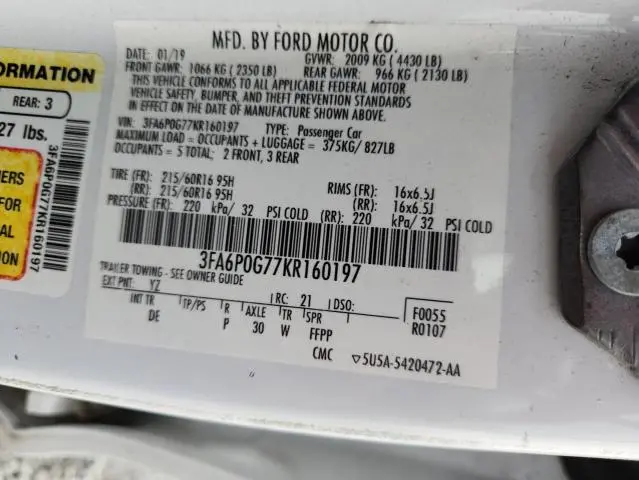 ORMATION
REAR: 3
27 lbs.
3FA6P0G77KR160197
NERS
FOR
AL
TION
MFD. BY FORD MOTOR CO.
01/19 GVWR: 2009 KG ( 4430 LB)
FRONT GAWR: 1066 KG ( 2350 LB) REAR GAWR: 966 KG ( 2130 LB)
THIS VEHICLE CONFORMS TO ALL APPLICABLE FEDERAL MOTOR
VEHICLE SAFETY, BUMPER, AND THEFT PREVENTION STANDARDS
IN EFFECT ON THE DATE OF MANUFACTURE SHOWN ABOVE.
VIN: 3FA6P0G77KR160197 TYPE: Passenger Car
MAXIMUM LOAD = OCCUPANTS + LUGGAGE = 375KG/ 827LB
OCCUPANTS = 5 TOTAL; 2 FRONT, 3 REAR
TIRE (FR): 215/60R16 95H RIMS (FR): 16x6.5J
(RR): 215/60R16 95H (RR): 16x6.5J
PRESSURE (FR): 220 kPa/ 32 PSI COLD (RR): 220 kPa/ 32 PSI COLD
3FA6P0G77KR160197
TRAILER TOWING - SEE OWNER GUIDE
EXT PNT: YZ RC: 21 DSO: F0055
INT TR TP/PS R AXLE TR SPR R0107
DE P 30 W FFPP
CMC ▽5U5A-5420472-AA